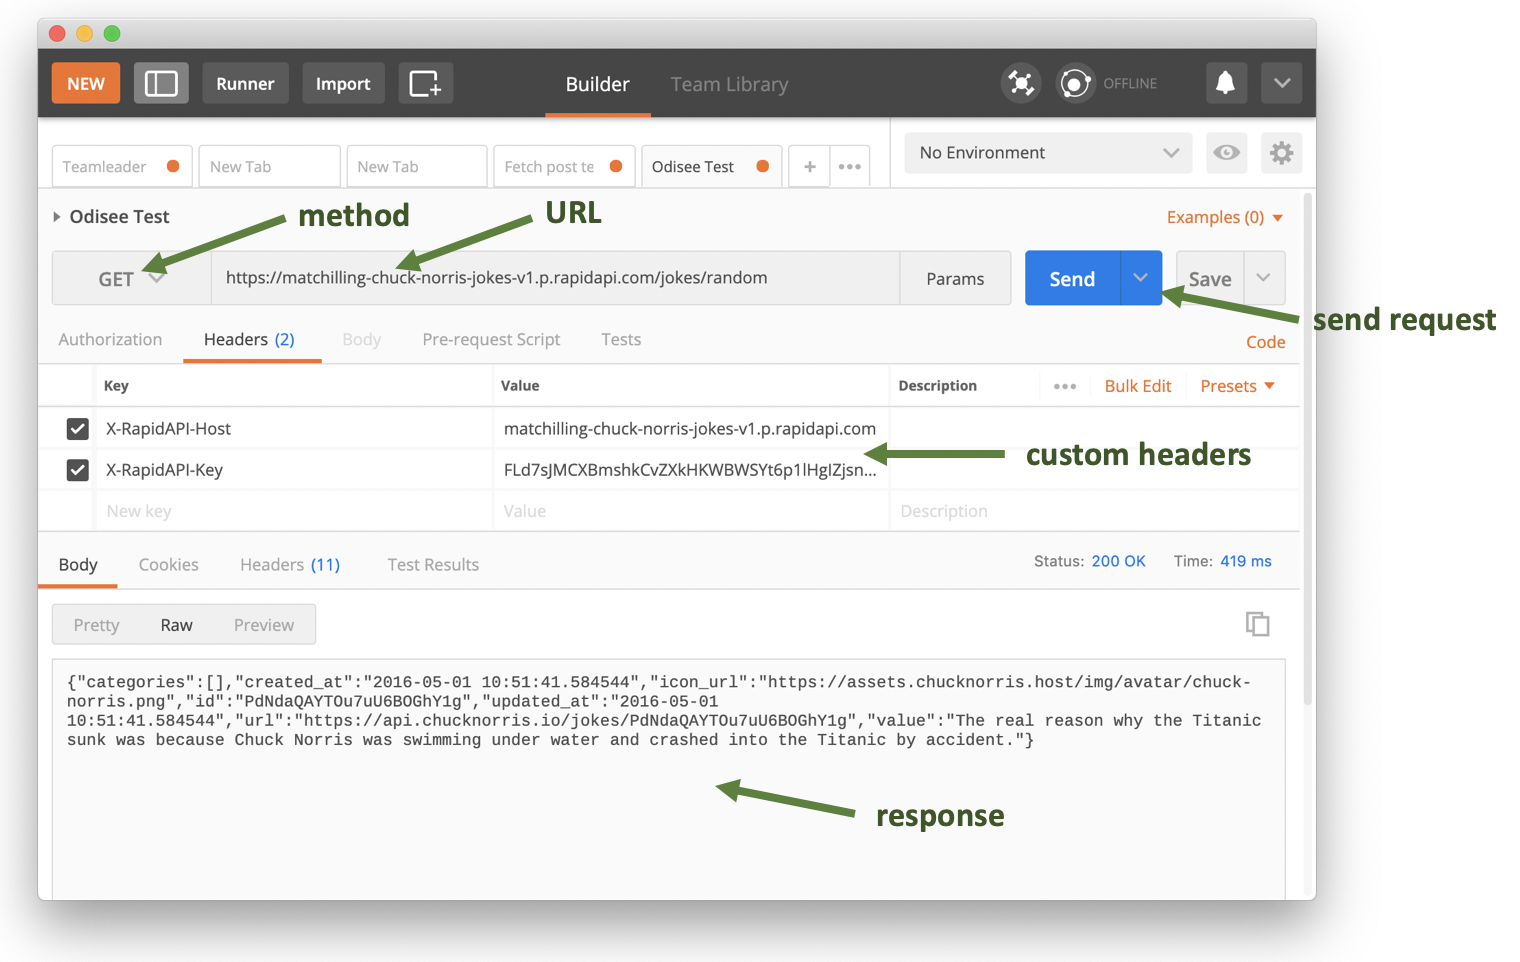 NEW Runner Import Builder Team Library OFFLINE
Teamleader New Tab New Tab Fetch post te Odisee Test + ••• No Environment
Odisee Test method URL Examples (0)
GET https://matchilling-chuck-norris-jokes-v1.p.rapidapi.com/jokes/random Params Send Save
send request
Authorization Headers (2) Body Pre-request Script Tests Code
Key Value Description ••• Bulk Edit Presets
X-RapidAPI-Host matchilling-chuck-norris-jokes-v1.p.rapidapi.com
custom headers
X-RapidAPI-Key FLd7sJMCXBmshkCvZXkHKWBWSYt6p1lHgIZjsn...
New key Value Description
Body Cookies Headers (11) Test Results Status: 200 OK Time: 419 ms
Pretty Raw Preview
{"categories":[],"created_at":"2016-05-01 10:51:41.584544","icon_url":"https://assets.chucknorris.host/img/avatar/chuck-
norris.png","id":"PdNdaQAYTOu7uU6BOGhY1g","updated_at":"2016-05-01
10:51:41.584544","url":"https://api.chucknorris.io/jokes/PdNdaQAYTOu7uU6BOGhY1g","value":"The real reason why the Titanic
sunk was because Chuck Norris was swimming under water and crashed into the Titanic by accident."}
response